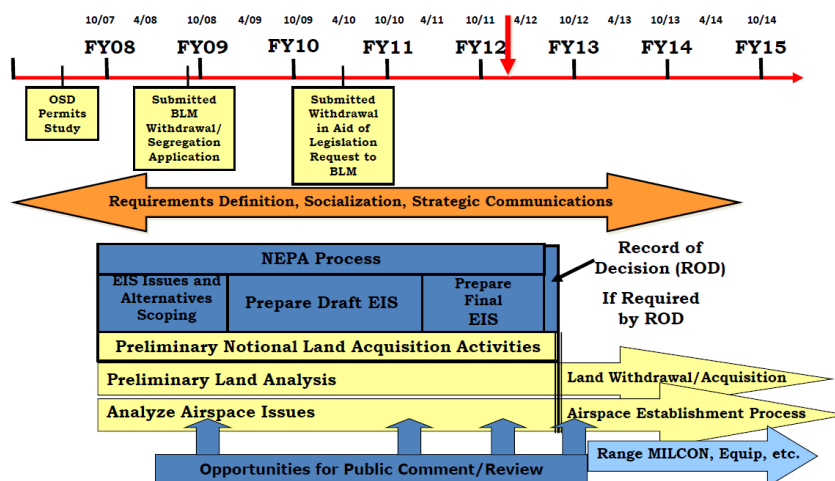 10/07 4/08 10/08 4/09 10/09 4/10 10/10 4/11 10/11 4/12 10/12 4/13 10/13 4/14 10/14
FY08 FY09 FY10 FY11 FY12 FY13 FY14 FY15
OSD
Permits
Study
Submitted
BLM
Withdrawal/
Segregation
Application
Submitted
Withdrawal
in Aid of
Legislation
Request to
BLM
Requirements Definition, Socialization, Strategic Communications
NEPA Process
EIS Issues and
Alternatives
Scoping
Prepare Draft EIS
Prepare
Final
EIS
Record of
Decision (ROD)
If Required
by ROD
Preliminary Notional Land Acquisition Activities
Preliminary Land Analysis
Land Withdrawal/Acquisition
Analyze Airspace Issues
Airspace Establishment Process
Opportunities for Public Comment/Review
Range MILCON, Equip, etc.